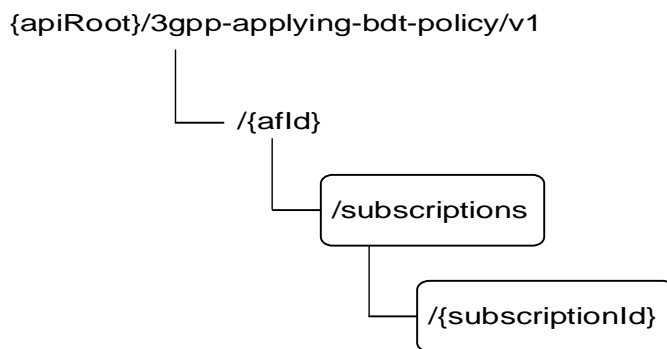 {apiRoot}/3gpp-applying-bdt-policy/v1
/{afId}
/subscriptions
/{subscriptionId}